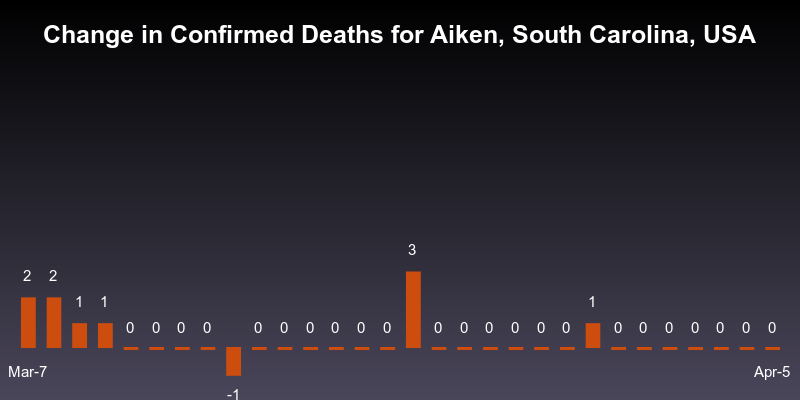 Change in Confirmed Deaths for Aiken, South Carolina, USA
3
2 2
1 1 1
0 0 0 0 0 0 0 0 0 0 0 0 0 0 0 0 0 0 0 0 0 0 0
Mar-7 Apr-5
-1